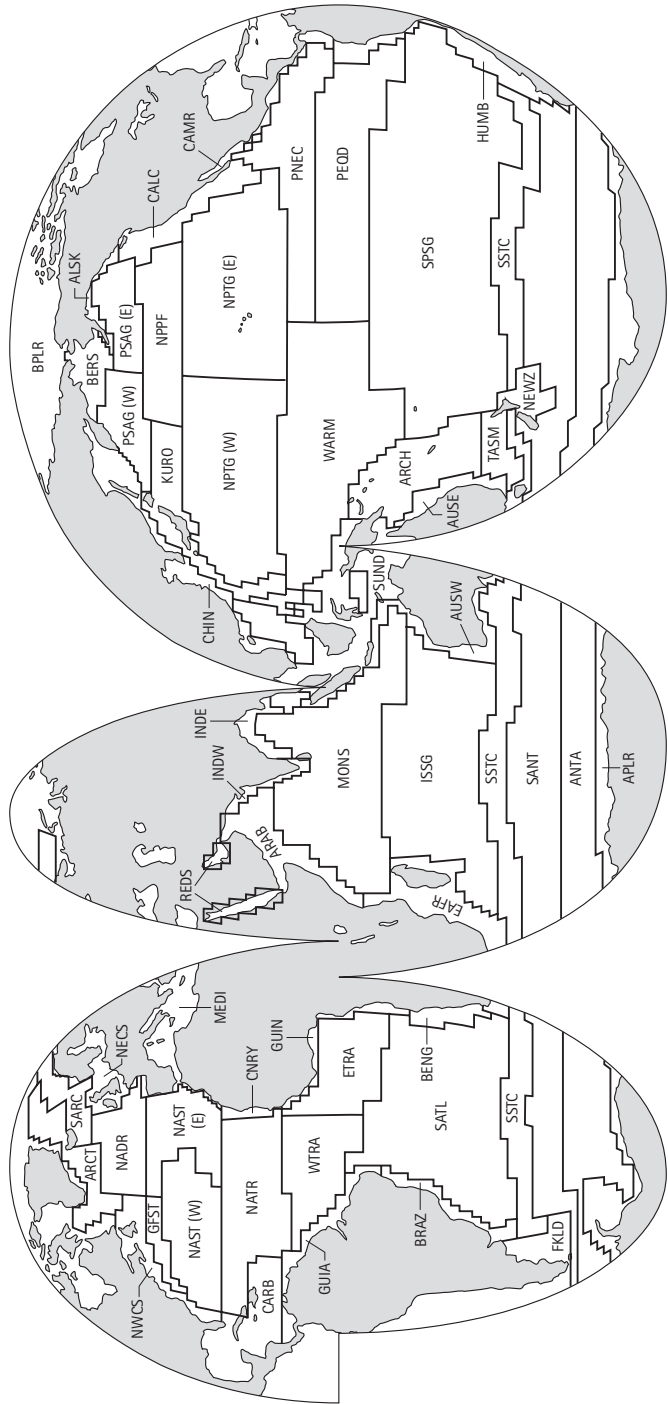 BPLR
ALSK
CALC
CAMR
BERS
PSAG (E)
PSAG (W)
NPPF
KURO
NPTG (E)
NPTG (W)
PNEC
PEQD
WARM
SPSG
HUMB
SSTC
NEWZ
TASM
ARCH
AUSE
CHIN
SUND
AUSW
INDE
INDW
MONS
ISSG
SSTC
SANT
ANTA
APLR
REDS
ARAB
EAFR
NECS
MEDI
SARC
ARCT
NADR
NAST
(E)
GFST
NAST (W)
NWCS
CNRY
GUIN
NATR
ETRA
WTRA
CARB
GUIA
BENG
SATL
BRAZ
SSTC
FKLD